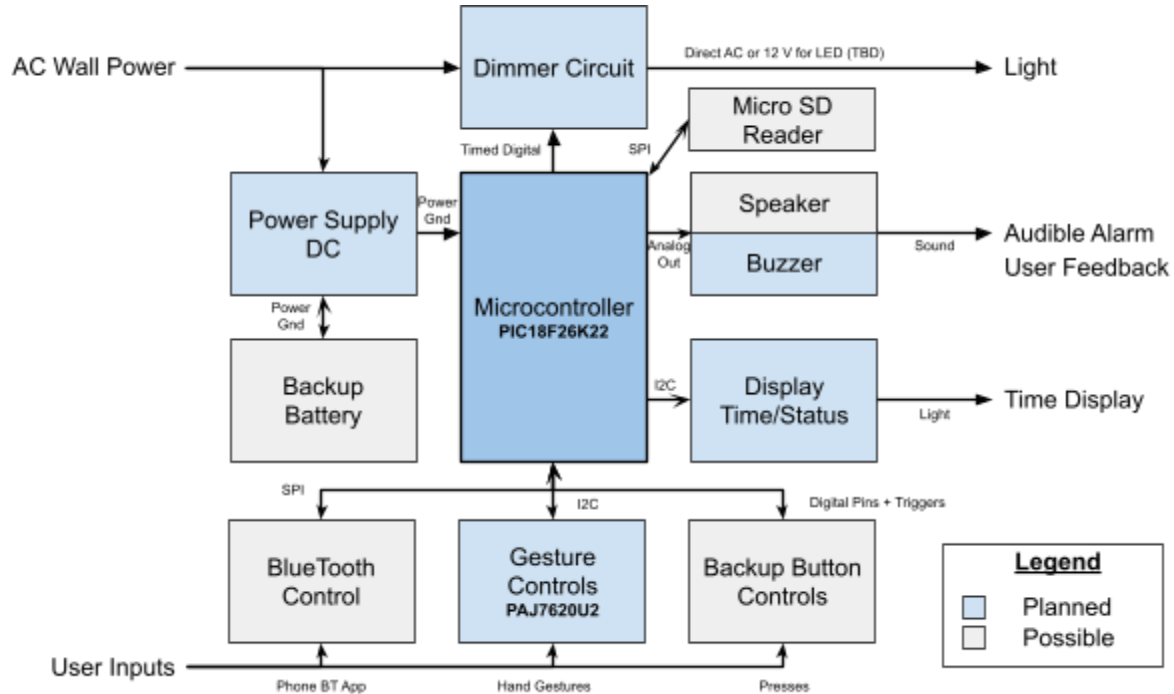 AC Wall Power
Dimmer Circuit
Direct AC or 12 V for LED (TBD)
Light
Micro SD
Reader
Timed Digital
SPI
Power Supply
DC
Power
Gnd
Speaker
Buzzer
Analog
Out
Sound
Audible Alarm
User Feedback
Microcontroller
PIC18F26K22
Power
Gnd
Backup
Battery
I2C
Display
Time/Status
Light
Time Display
SPI
I2C
Digital Pins + Triggers
BlueTooth
Control
Gesture
Controls
PAJ7620U2
Backup Button
Controls
Legend
Planned
Possible
User Inputs
Phone BT App
Hand Gestures
Presses